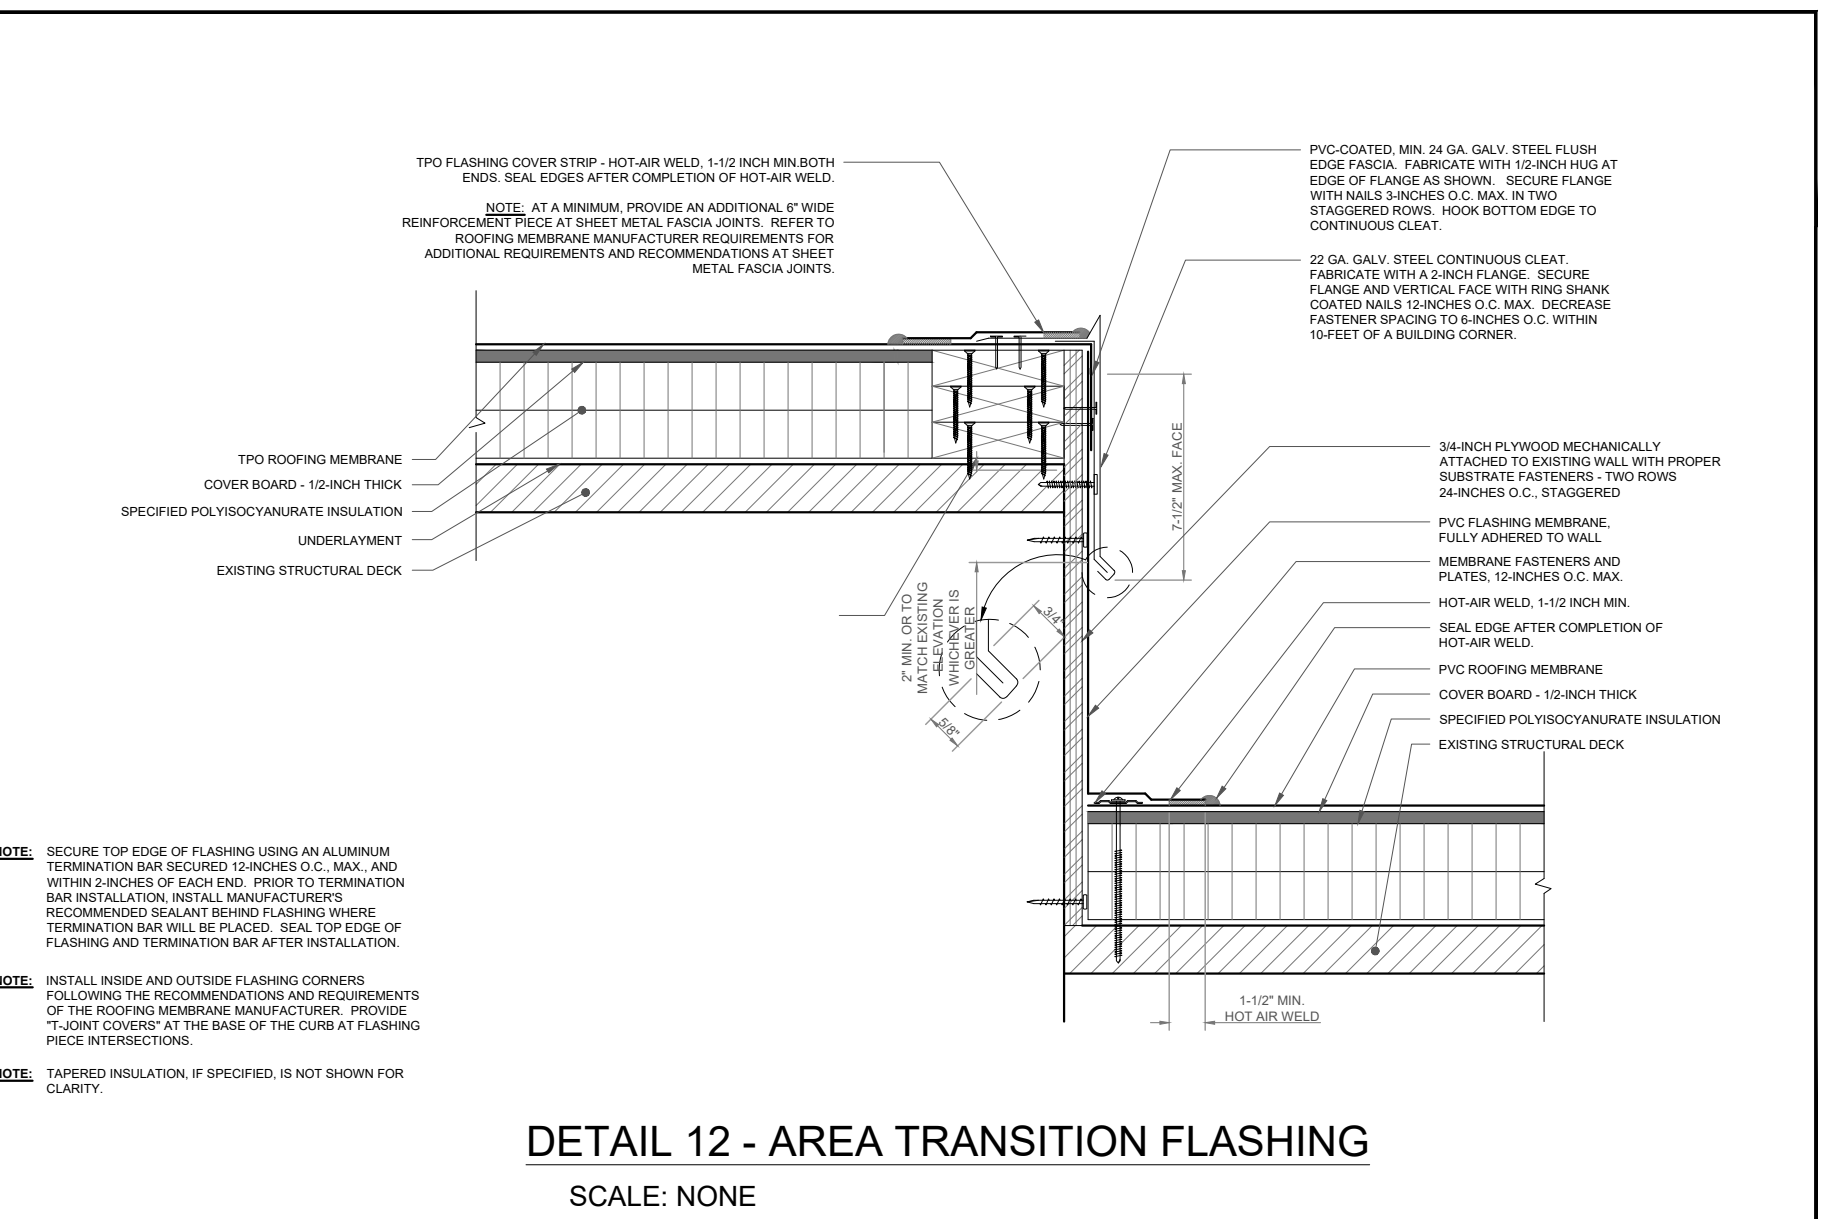 TPO FLASHING COVER STRIP - HOT-AIR WELD, 1-1/2 INCH MIN.BOTH
ENDS. SEAL EDGES AFTER COMPLETION OF HOT-AIR WELD.
NOTE: AT A MINIMUM, PROVIDE AN ADDITIONAL 6" WIDE
REINFORCEMENT PIECE AT SHEET METAL FASCIA JOINTS. REFER TO
ROOFING MEMBRANE MANUFACTURER REQUIREMENTS FOR
ADDITIONAL REQUIREMENTS AND RECOMMENDATIONS AT SHEET
METAL FASCIA JOINTS.
PVC-COATED, MIN. 24 GA. GALV. STEEL FLUSH
EDGE FASCIA. FABRICATE WITH 1/2-INCH HUG AT
EDGE OF FLANGE AS SHOWN. SECURE FLANGE
WITH NAILS 3-INCHES O.C. MAX. IN TWO
STAGGERED ROWS. HOOK BOTTOM EDGE TO
CONTINUOUS CLEAT.
22 GA. GALV. STEEL CONTINUOUS CLEAT.
FABRICATE WITH A 2-INCH FLANGE. SECURE
FLANGE AND VERTICAL FACE WITH RING SHANK
COATED NAILS 12-INCHES O.C. MAX. DECREASE
FASTENER SPACING TO 6-INCHES O.C. WITHIN
10-FEET OF A BUILDING CORNER.
TPO ROOFING MEMBRANE
COVER BOARD - 1/2-INCH THICK
SPECIFIED POLYISOCYANURATE INSULATION
UNDERLAYMENT
EXISTING STRUCTURAL DECK
7-1/2" MAX. FACE
3/4-INCH PLYWOOD MECHANICALLY
ATTACHED TO EXISTING WALL WITH PROPER
SUBSTRATE FASTENERS - TWO ROWS
24-INCHES O.C., STAGGERED
PVC FLASHING MEMBRANE,
FULLY ADHERED TO WALL
MEMBRANE FASTENERS AND
PLATES, 12-INCHES O.C. MAX.
HOT-AIR WELD, 1-1/2 INCH MIN.
SEAL EDGE AFTER COMPLETION OF
HOT-AIR WELD.
PVC ROOFING MEMBRANE
COVER BOARD - 1/2-INCH THICK
SPECIFIED POLYISOCYANURATE INSULATION
EXISTING STRUCTURAL DECK
2" MIN. OR TO
MATCH EXISTING
ELEVATION
WHICHEVER IS
GREATER
3/4"
5/8"
1-1/2" MIN.
HOT AIR WELD
NOTE: SECURE TOP EDGE OF FLASHING USING AN ALUMINUM
TERMINATION BAR SECURED 12-INCHES O.C., MAX., AND
WITHIN 2-INCHES OF EACH END. PRIOR TO TERMINATION
BAR INSTALLATION, INSTALL MANUFACTURER'S
RECOMMENDED SEALANT BEHIND FLASHING WHERE
TERMINATION BAR WILL BE PLACED. SEAL TOP EDGE OF
FLASHING AND TERMINATION BAR AFTER INSTALLATION.
NOTE: INSTALL INSIDE AND OUTSIDE FLASHING CORNERS
FOLLOWING THE RECOMMENDATIONS AND REQUIREMENTS
OF THE ROOFING MEMBRANE MANUFACTURER. PROVIDE
"T-JOINT COVERS" AT THE BASE OF THE CURB AT FLASHING
PIECE INTERSECTIONS.
NOTE: TAPERED INSULATION, IF SPECIFIED, IS NOT SHOWN FOR
CLARITY.
DETAIL 12 - AREA TRANSITION FLASHING
SCALE: NONE